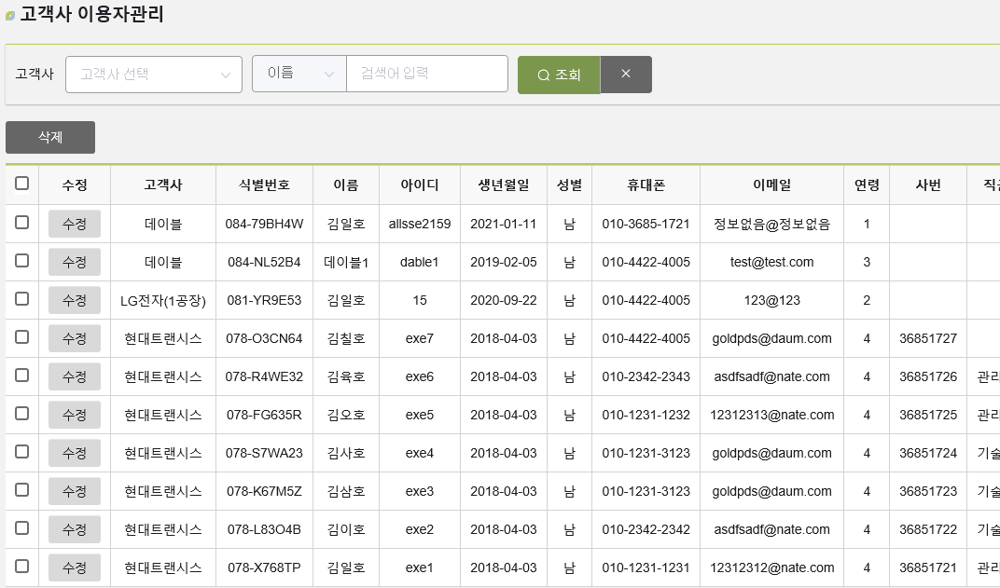 고객사 이용자관리
고객사 고객사 선택 이름 검색어 입력 조회 ×
삭제
수정 고객사 식별번호 이름 아이디 생년월일 성별 휴대폰 이메일 연령 사번
수정 데이블 084-79BH4W 김일호 allsse2159 2021-01-11 남 010-3685-1721 정보없음@정보없음 1
수정 데이블 084-NL52B4 데이블1 dable1 2019-02-05 남 010-4422-4005 test@test.com 3
수정 LG전자(1공장) 081-YR9E53 김일호 15 2020-09-22 남 010-4422-4005 123@123 2
수정 현대트랜시스 078-O3CN64 김칠호 exe7 2018-04-03 남 010-4422-4005 goldpds@daum.com 4 36851727
수정 현대트랜시스 078-R4WE32 김육호 exe6 2018-04-03 남 010-2342-2343 asdfsadf@nate.com 4 36851726 관리
수정 현대트랜시스 078-FG635R 김오호 exe5 2018-04-03 남 010-1231-1232 12312313@nate.com 4 36851725 관리
수정 현대트랜시스 078-S7WA23 김사호 exe4 2018-04-03 남 010-1231-3123 goldpds@daum.com 4 36851724 기술
수정 현대트랜시스 078-K67M5Z 김삼호 exe3 2018-04-03 남 010-1231-3123 goldpds@daum.com 4 36851723 기술
수정 현대트랜시스 078-L83O4B 김이호 exe2 2018-04-03 남 010-2342-2342 asdfsadf@nate.com 4 36851722 기술
수정 현대트랜시스 078-X768TP 김일호 exe1 2018-04-03 남 010-1231-1231 12312312@nate.com 4 36851721 관리